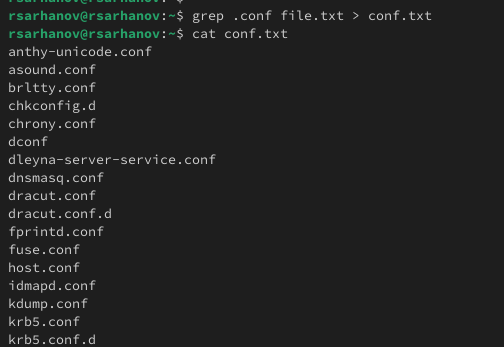 rsarhanov@rsarhanov:~$ grep .conf file.txt > conf.txt
rsarhanov@rsarhanov:~$ cat conf.txt
anthy-unicode.conf
asound.conf
brltty.conf
chkconfig.d
chrony.conf
dconf
dleyna-server-service.conf
dnsmasq.conf
dracut.conf
dracut.conf.d
fprintd.conf
fuse.conf
host.conf
idmapd.conf
kdump.conf
krb5.conf
krb5.conf.d